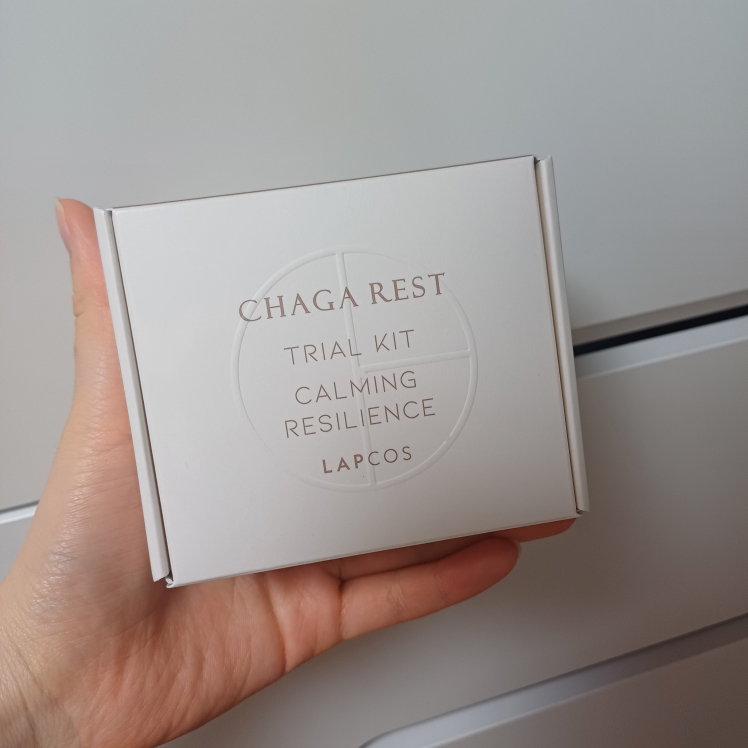 CHAGA REST
TRIAL KIT
CALMING
RESILIENCE
LAPCOS